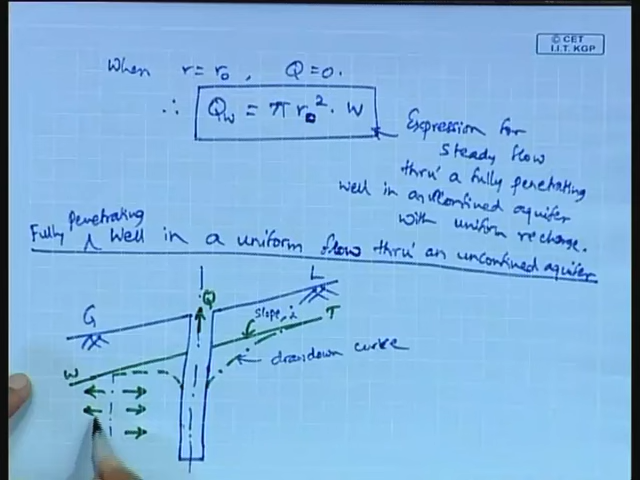 © CET
I.I.T. KGP
When r = r₀ , Q = 0.
∴ Q_w = π r₀² · W
Expression for
steady flow
thru' a fully penetrating
well in an unconfined aquifer
with uniform recharge.
Fully penetrating Well in a uniform flow thru' an unconfined aquifer
G L
Q
slope, i
W T
drawdown curve